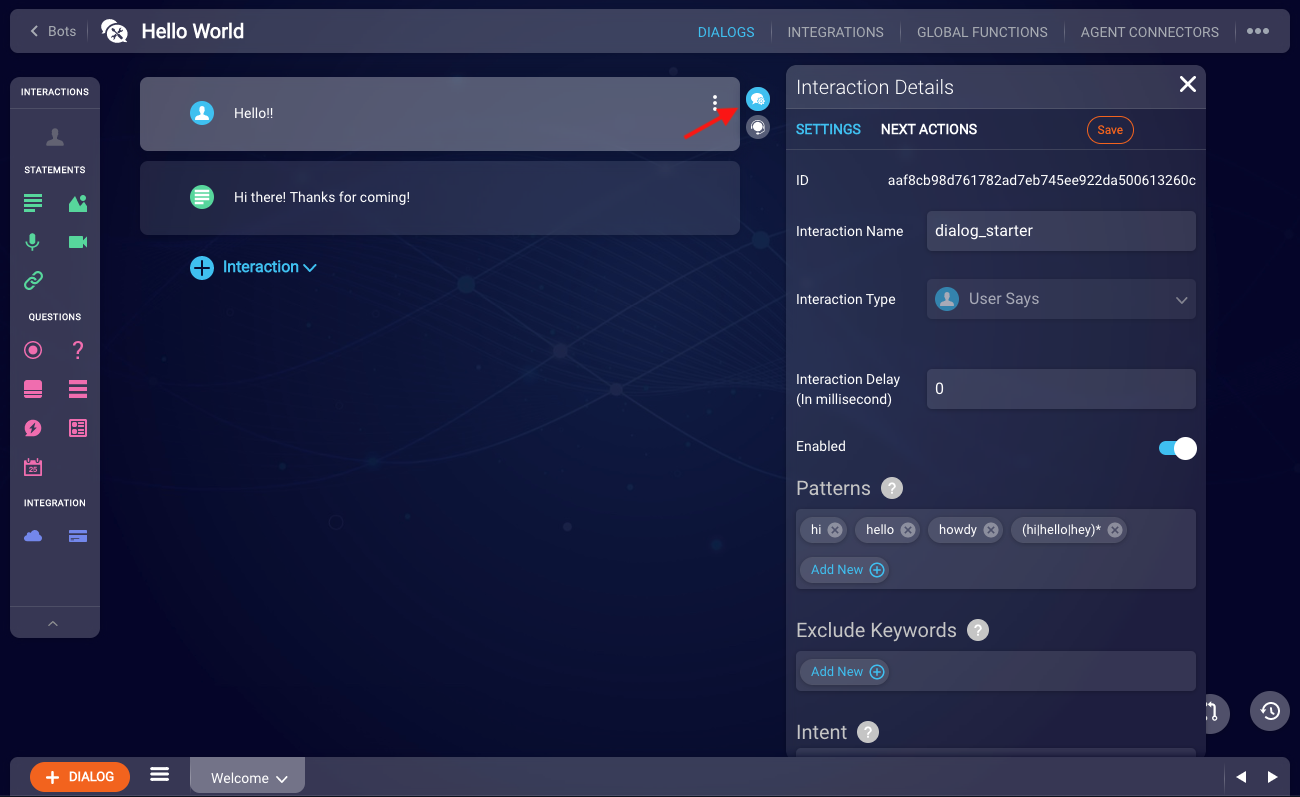 Bots
Hello World
DIALOGS
INTEGRATIONS
GLOBAL FUNCTIONS
AGENT CONNECTORS
INTERACTIONS
STATEMENTS
QUESTIONS
25
INTEGRATION
Hello!!
Hi there! Thanks for coming!
Interaction
Interaction Details
SETTINGS
NEXT ACTIONS
Save
ID
aaf8cb98d761782ad7eb745ee922da500613260c
Interaction Name
dialog_starter
Interaction Type
User Says
Interaction Delay
(In millisecond)
0
Enabled
Patterns ?
hi
hello
howdy
(hi|hello|hey)*
Add New
Exclude Keywords ?
Add New
Intent ?
DIALOG
Welcome